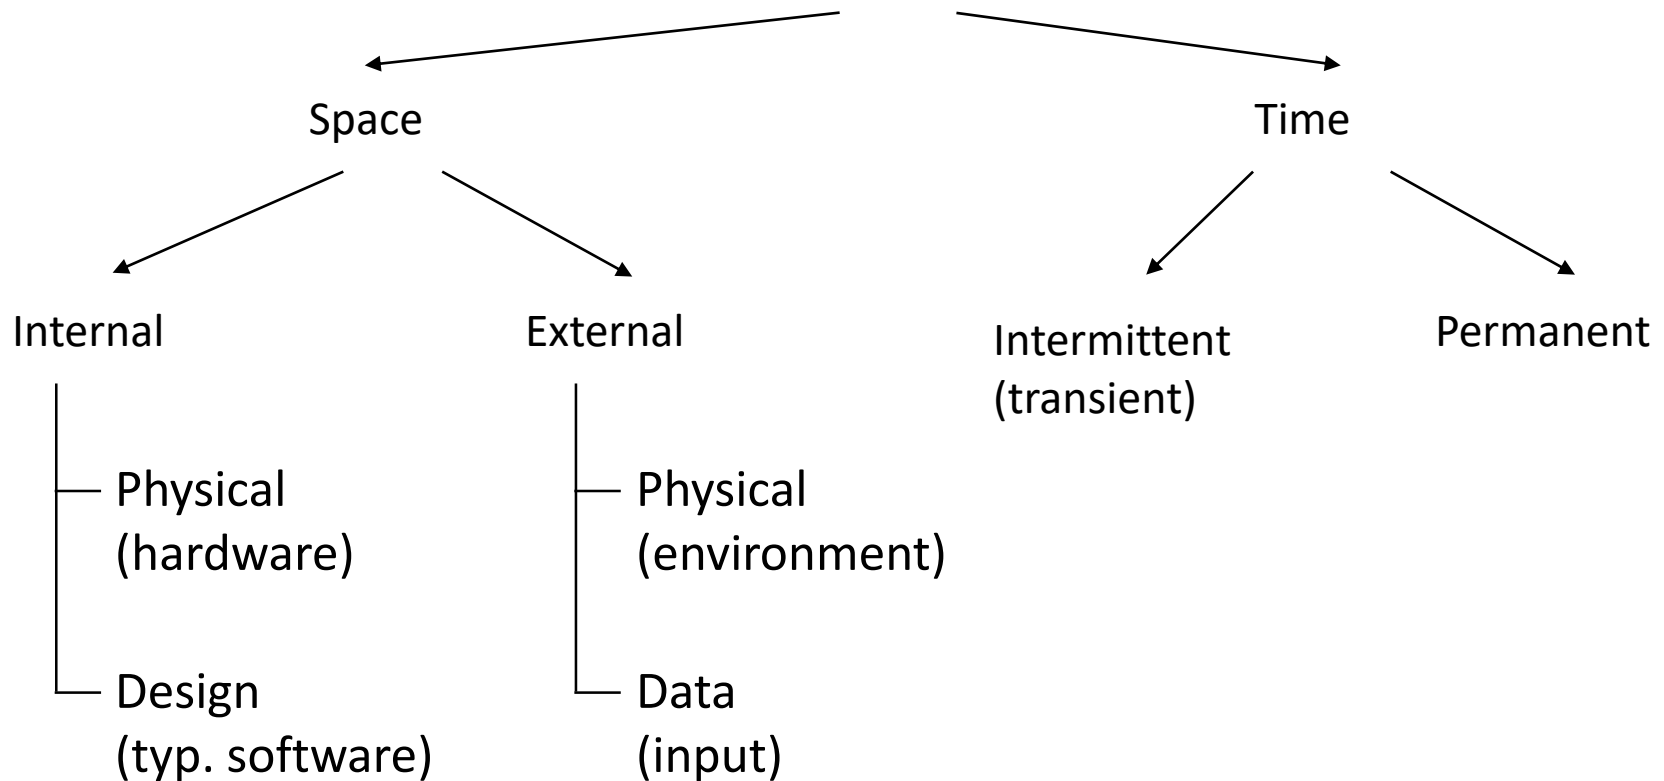 Space
Time
Internal
External
Intermittent
(transient)
Permanent
Physical
(hardware)
Physical
(environment)
Design
(typ. software)
Data
(input)